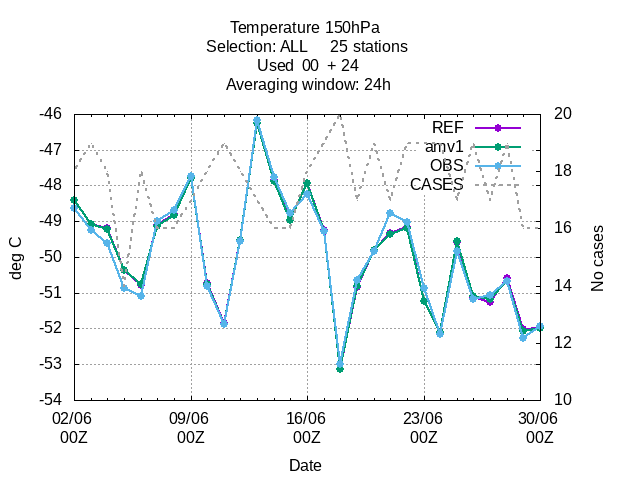 Temperature 150hPa
Selection: ALL     25 stations
Used  00  + 24
Averaging window: 24h
-46
-47
-48
-49
-50
-51
-52
-53
-54
deg C
20
18
16
14
12
10
No cases
REF
anv1
OBS
CASES
02/06 09/06 16/06 23/06 30/06
00Z 00Z 00Z 00Z 00Z
Date